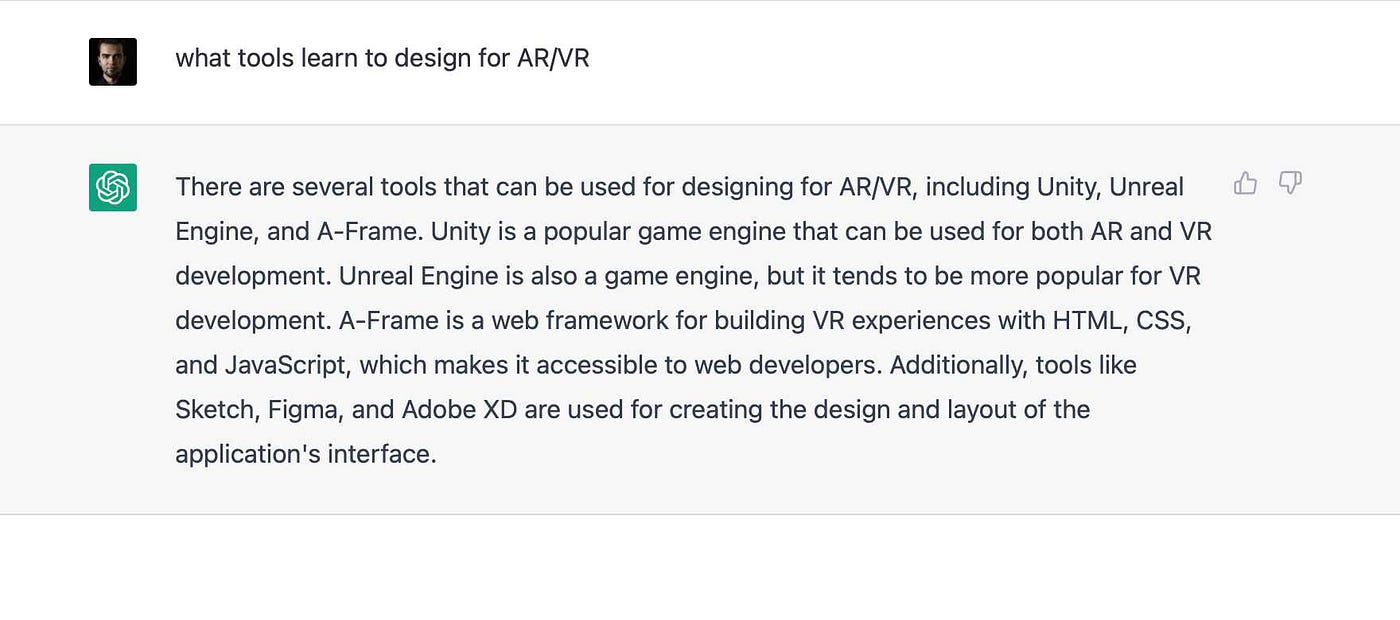 what tools learn to design for AR/VR
There are several tools that can be used for designing for AR/VR, including Unity, Unreal
Engine, and A-Frame. Unity is a popular game engine that can be used for both AR and VR
development. Unreal Engine is also a game engine, but it tends to be more popular for VR
development. A-Frame is a web framework for building VR experiences with HTML, CSS,
and JavaScript, which makes it accessible to web developers. Additionally, tools like
Sketch, Figma, and Adobe XD are used for creating the design and layout of the
application's interface.